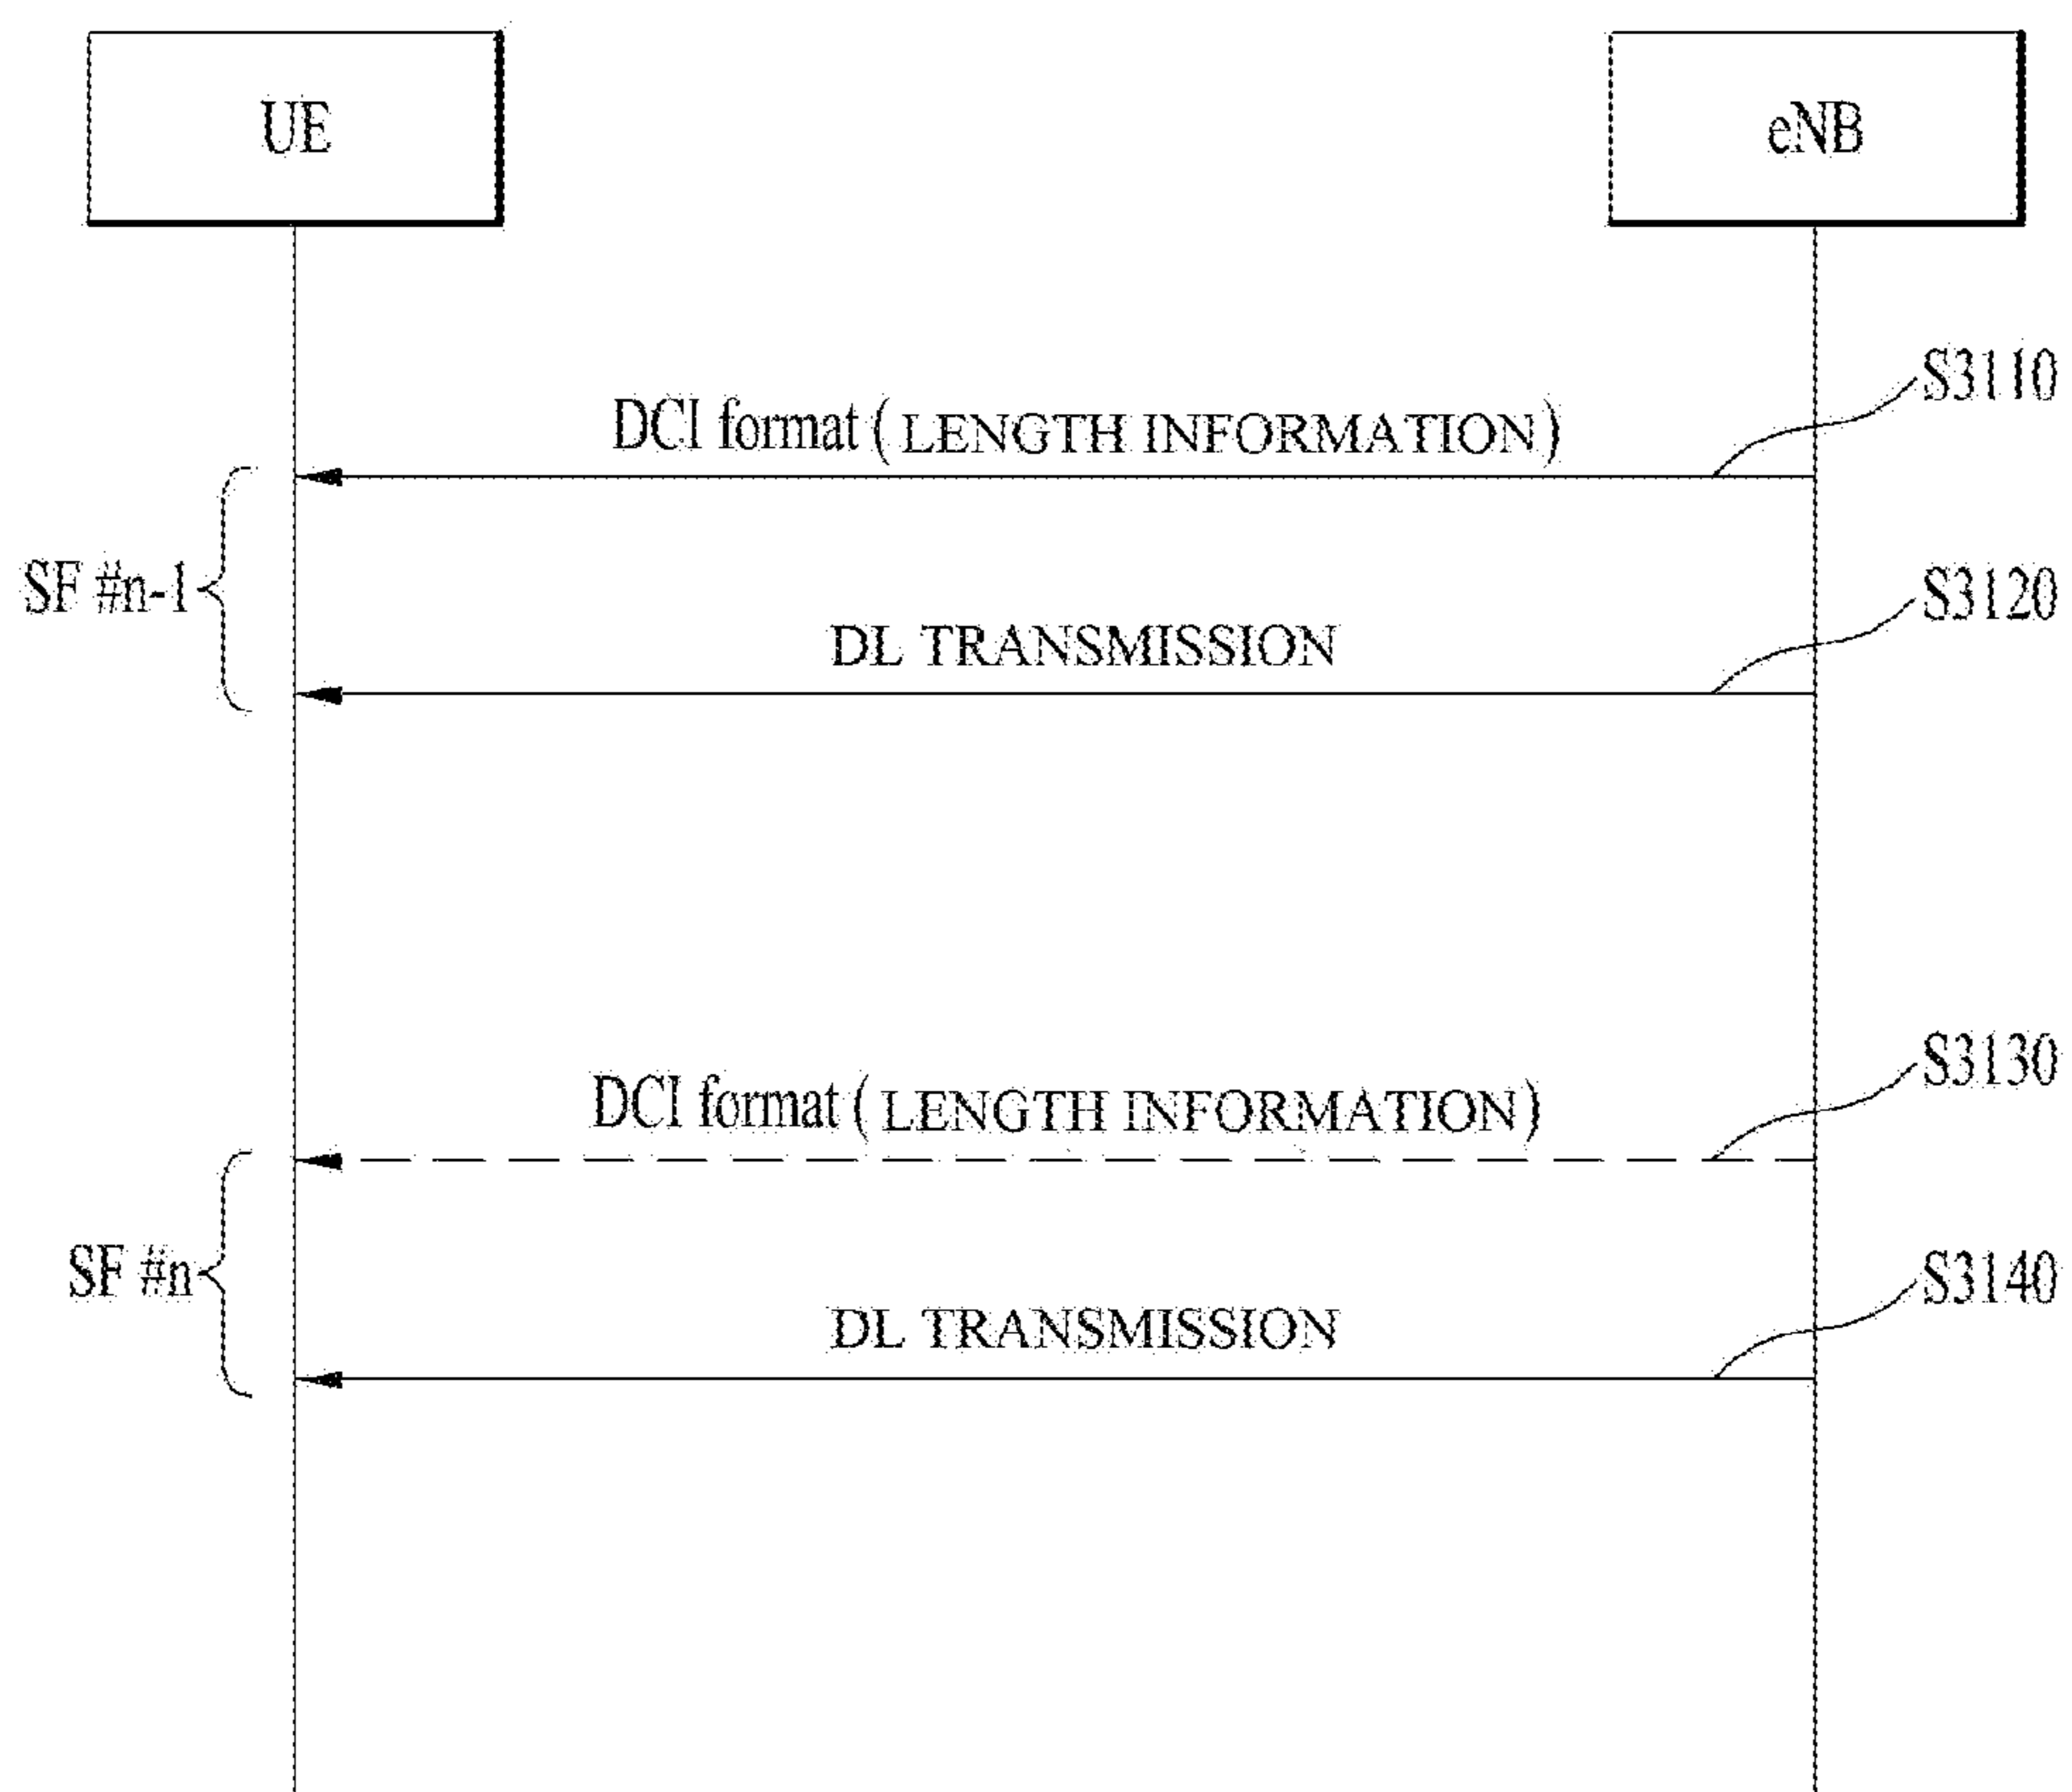 UE
eNB
S3110
DCI format ( LENGTH INFORMATION )
SF #n-1
S3120
DL TRANSMISSION
S3130
DCI format ( LENGTH INFORMATION )
SF #n
S3140
DL TRANSMISSION